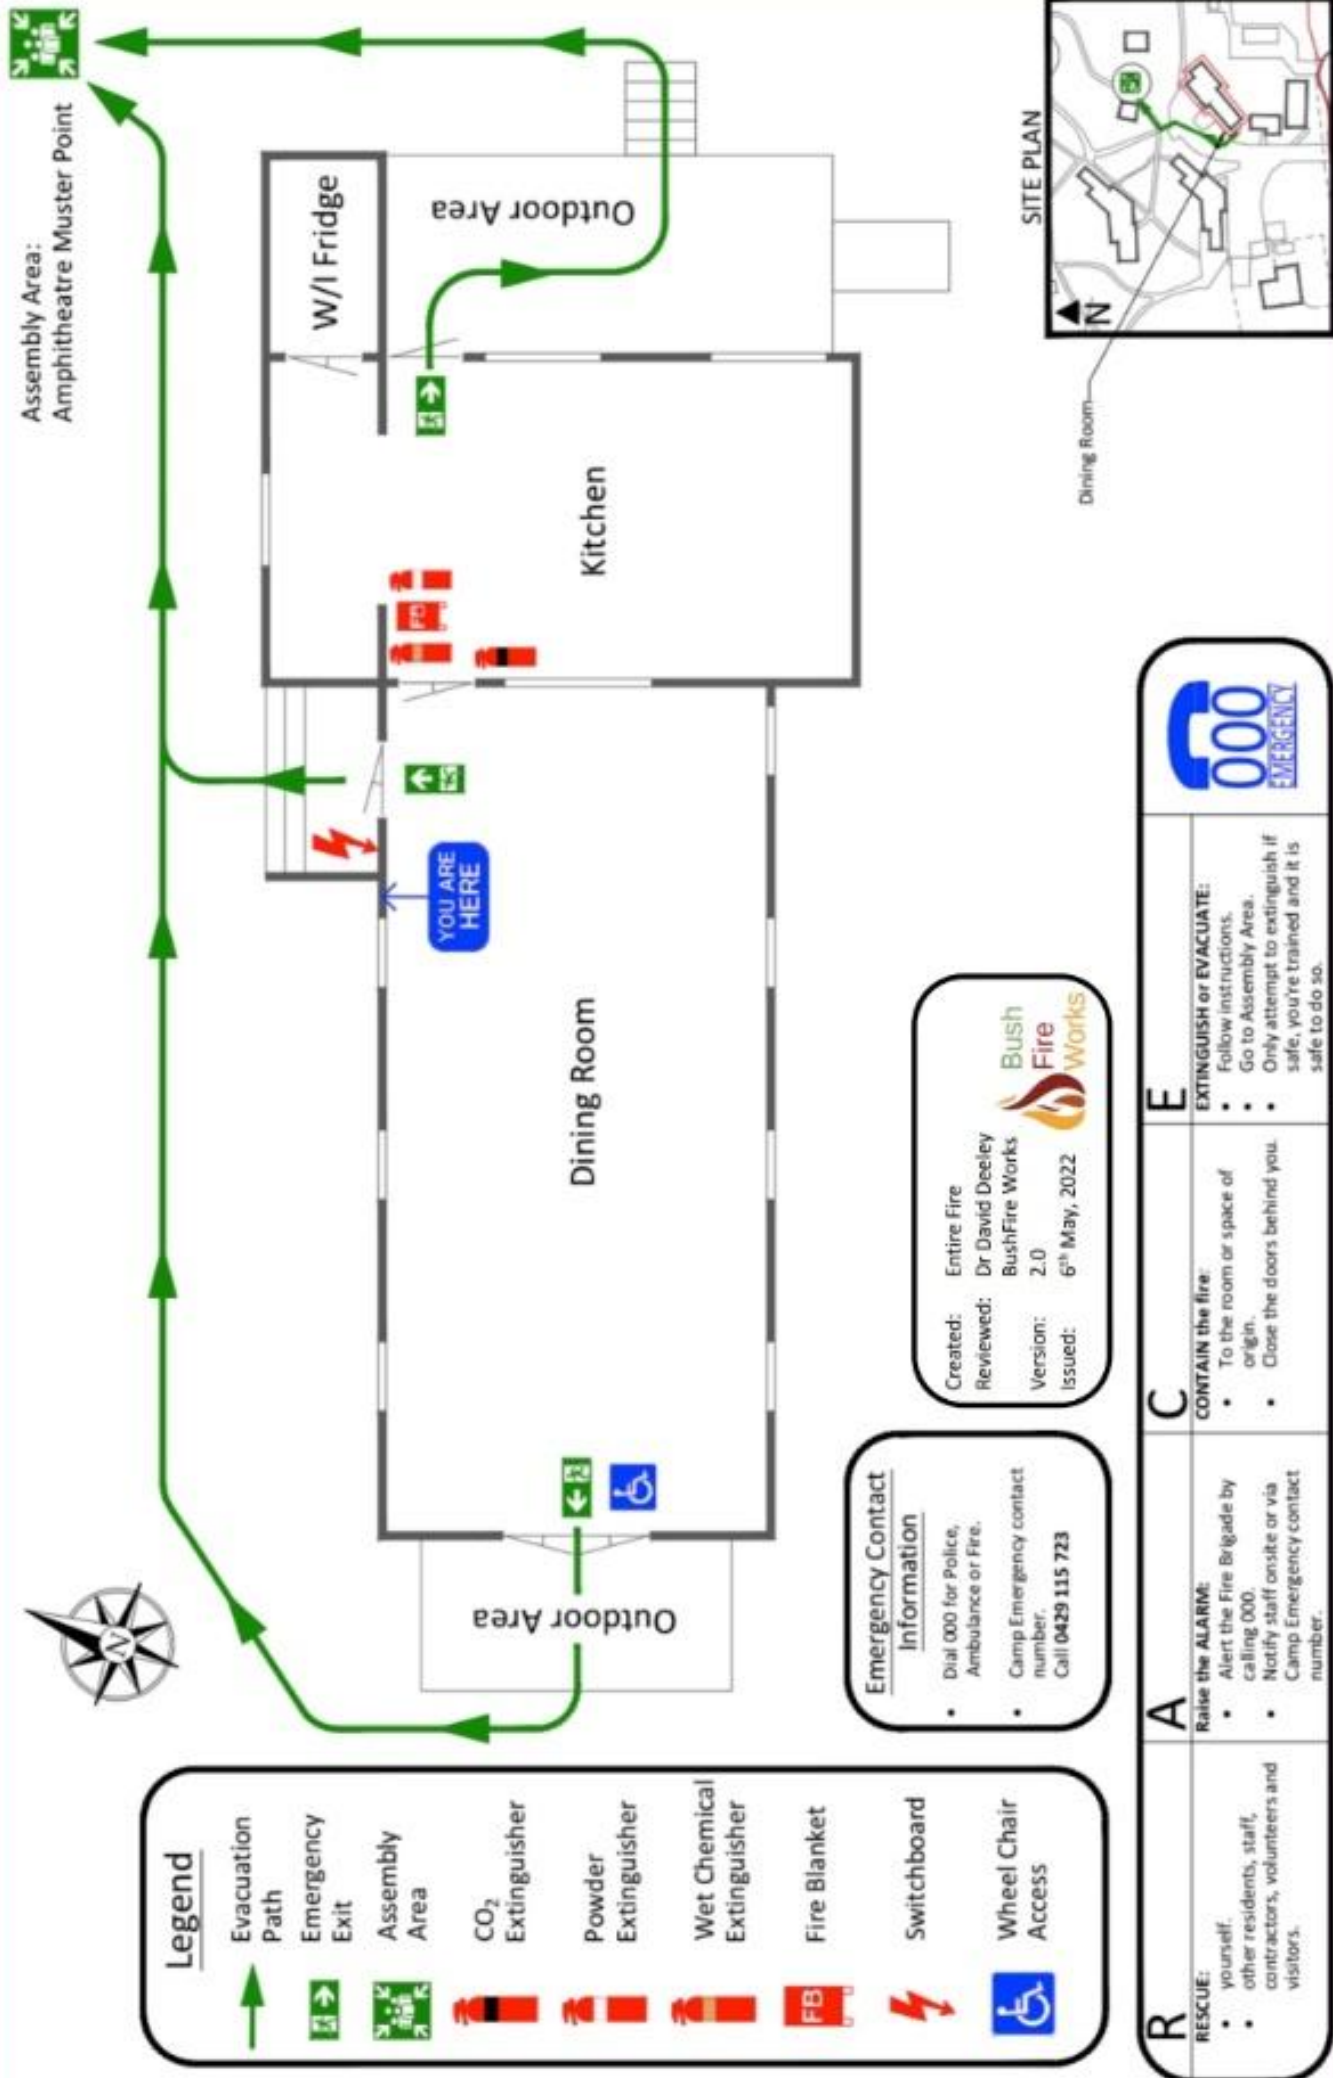 Assembly Area:
Amphitheatre Muster Point
W/I Fridge
Outdoor Area
Kitchen
YOU ARE
HERE
Dining Room
Outdoor Area
N
SITE PLAN
N
Dining Room
Legend
Evacuation
Path
Emergency
Exit
Assembly
Area
CO2
Extinguisher
Powder
Extinguisher
Wet Chemical
Extinguisher
FB
Fire Blanket
Switchboard
Wheel Chair
Access
FB
Emergency Contact
Information
• Dial 000 for Police,
Ambulance or Fire.
• Camp Emergency contact
number.
Call 0429 115 723
Created: Entire Fire
Reviewed: Dr David Deeley
BushFire Works
Version: 2.0
Issued: 6th May, 2022
Bush
Fire
Works
R
RESCUE:
• yourself.
• other residents, staff,
contractors, volunteers and
visitors.
A
Raise the ALARM:
• Alert the Fire Brigade by
calling 000.
• Notify staff onsite or via
Camp Emergency contact
number.
C
CONTAIN the fire:
• To the room or space of
origin.
• Close the doors behind you.
E
EXTINGUISH or EVACUATE:
• Follow instructions.
• Go to Assembly Area.
• Only attempt to extinguish if
safe, you're trained and it is
safe to do so.
000
EMERGENCY